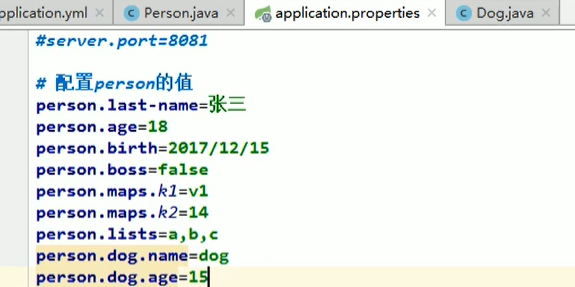 pplication.yml × Person.java × application.properties × Dog.java ×
#server.port=8081
# 配置person的值
person.last-name=张三
person.age=18
person.birth=2017/12/15
person.boss=false
person.maps.k1=v1
person.maps.k2=14
person.lists=a,b,c
person.dog.name=dog
person.dog.age=15